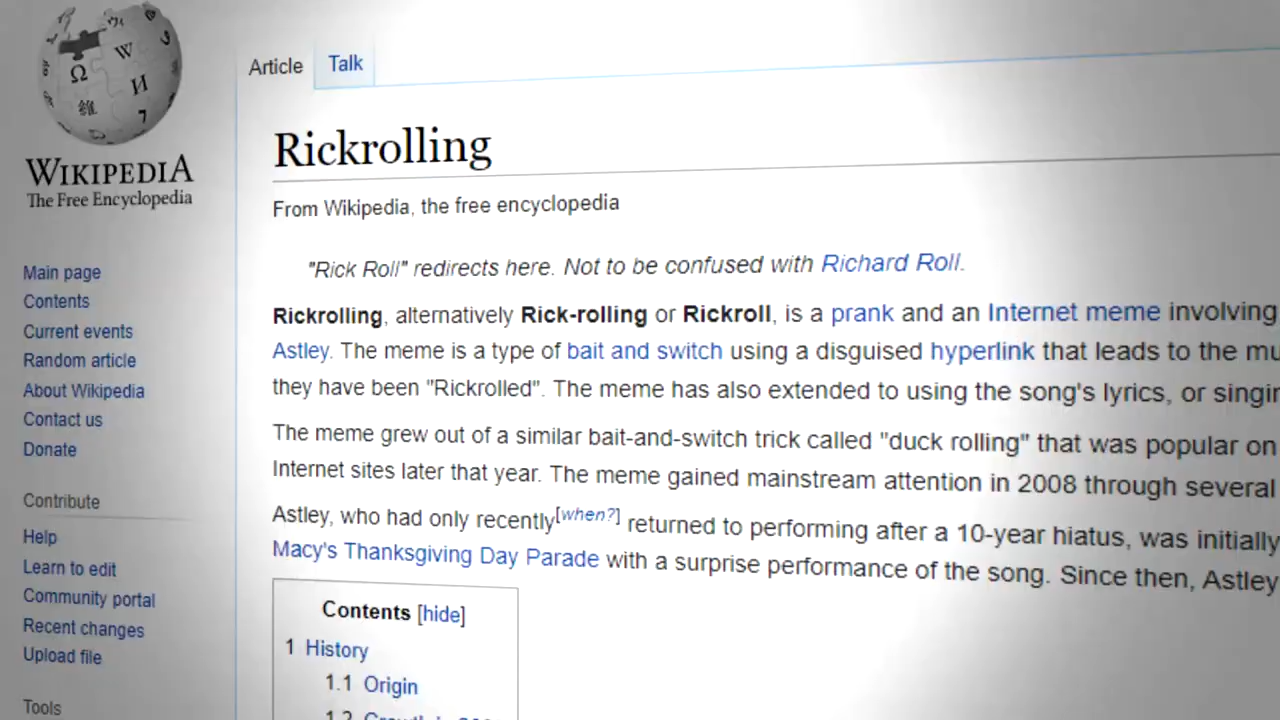 Ω W И 維 7
WIKIPEDIA
The Free Encyclopedia
Main page
Contents
Current events
Random article
About Wikipedia
Contact us
Donate
Contribute
Help
Learn to edit
Community portal
Recent changes
Upload file
Tools
Article Talk
Rickrolling
From Wikipedia, the free encyclopedia
"Rick Roll" redirects here. Not to be confused with Richard Roll.
Rickrolling, alternatively Rick-rolling or Rickroll, is a prank and an Internet meme involving
Astley. The meme is a type of bait and switch using a disguised hyperlink that leads to the mu
they have been "Rickrolled". The meme has also extended to using the song's lyrics, or singin
The meme grew out of a similar bait-and-switch trick called "duck rolling" that was popular on
Internet sites later that year. The meme gained mainstream attention in 2008 through several
Astley, who had only recently[when?] returned to performing after a 10-year hiatus, was initially
Macy's Thanksgiving Day Parade with a surprise performance of the song. Since then, Astley
Contents [hide]
1 History
1.1 Origin
1.2